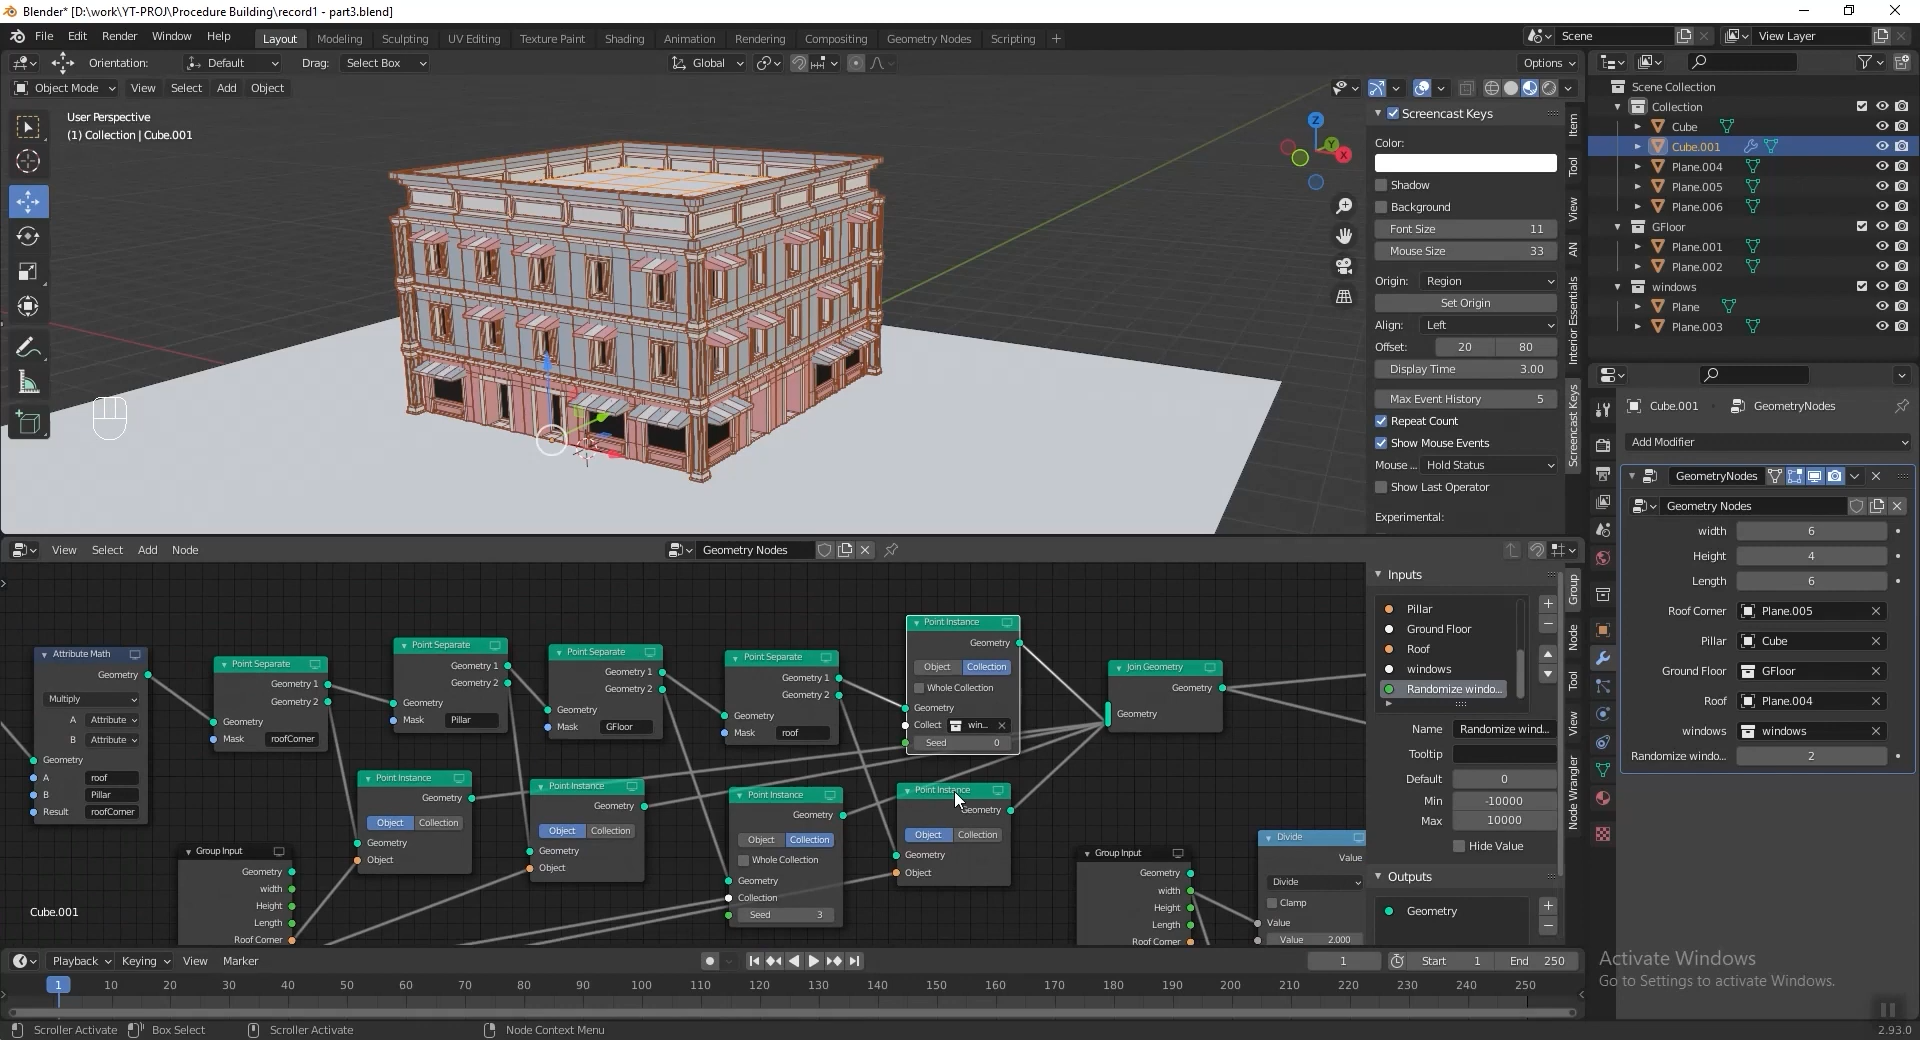 Blender* [D:\work\YT-PROJ\Procedure Building\record1 - part3.blend]
File Edit Render Window Help Layout Modeling Sculpting UV Editing Texture Paint Shading Animation Rendering Compositing Geometry Nodes Scripting + Scene View Layer
Orientation: Default Drag: Select Box Global Options
Object Mode View Select Add Object
User Perspective
(1) Collection | Cube.001
Z
Y
X
Screencast Keys
Color:
Shadow
Background
Font Size 11
Mouse Size 33
Origin: Region
Set Origin
Align: Left
Offset: 20 80
Display Time 3.00
Max Event History 5
Repeat Count
Show Mouse Events
Mouse ... Hold Status
Show Last Operator
Experimental:
Item
Tool
View
AN
Interior Essentials
Screencast Keys
Scene Collection
Collection
Cube
Cube.001
Plane.004
Plane.005
Plane.006
GFloor
Plane.001
Plane.002
windows
Plane
Plane.003
Cube.001 GeometryNodes
Add Modifier
GeometryNodes
Geometry Nodes
width 6
Height 4
Length 6
Roof Corner Plane.005
Pillar Cube
Ground Floor GFloor
Roof Plane.004
windows windows
Randomize windo... 2
View Select Add Node Geometry Nodes
Attribute Math
Geometry
Multiply
A Attribute
B Attribute
Geometry
A roof
B Pillar
Result roofCorner
Point Separate
Geometry 1
Geometry 2
Geometry
Mask roofCorner
Point Separate
Geometry 1
Geometry 2
Geometry
Mask Pillar
Point Separate
Geometry 1
Geometry 2
Geometry
Mask GFloor
Point Separate
Geometry 1
Geometry 2
Geometry
Mask roof
Point Instance
Geometry
Object Collection
Whole Collection
Geometry
Collect win...
Seed 0
Join Geometry
Geometry
Geometry
Point Instance
Geometry
Object Collection
Geometry
Object
Point Instance
Geometry
Object Collection
Geometry
Object
Point Instance
Geometry
Object Collection
Whole Collection
Geometry
Collection
Seed 3
Point Instance
Geometry
Object Collection
Geometry
Object
Group Input
Geometry
width
Height
Length
Roof Corner
Group Input
Geometry
width
Height
Length
Roof Corner
Divide
Value
Divide
Clamp
Value
Value 2.000
Cube.001
Inputs
Pillar
Ground Floor
Roof
windows
Randomize windo...
Name Randomize wind...
Tooltip
Default 0
Min -10000
Max 10000
Hide Value
Outputs
Geometry
Group
Node
Tool
View
Node Wrangler
Playback Keying View Marker 1 Start 1 End 250
1 10 20 30 40 50 60 70 80 90 100 110 120 130 140 150 160 170 180 190 200 210 220 230 240 250
Activate Windows
Go to Settings to activate Windows.
Scroller Activate Box Select Scroller Activate Node Context Menu 2.93.0